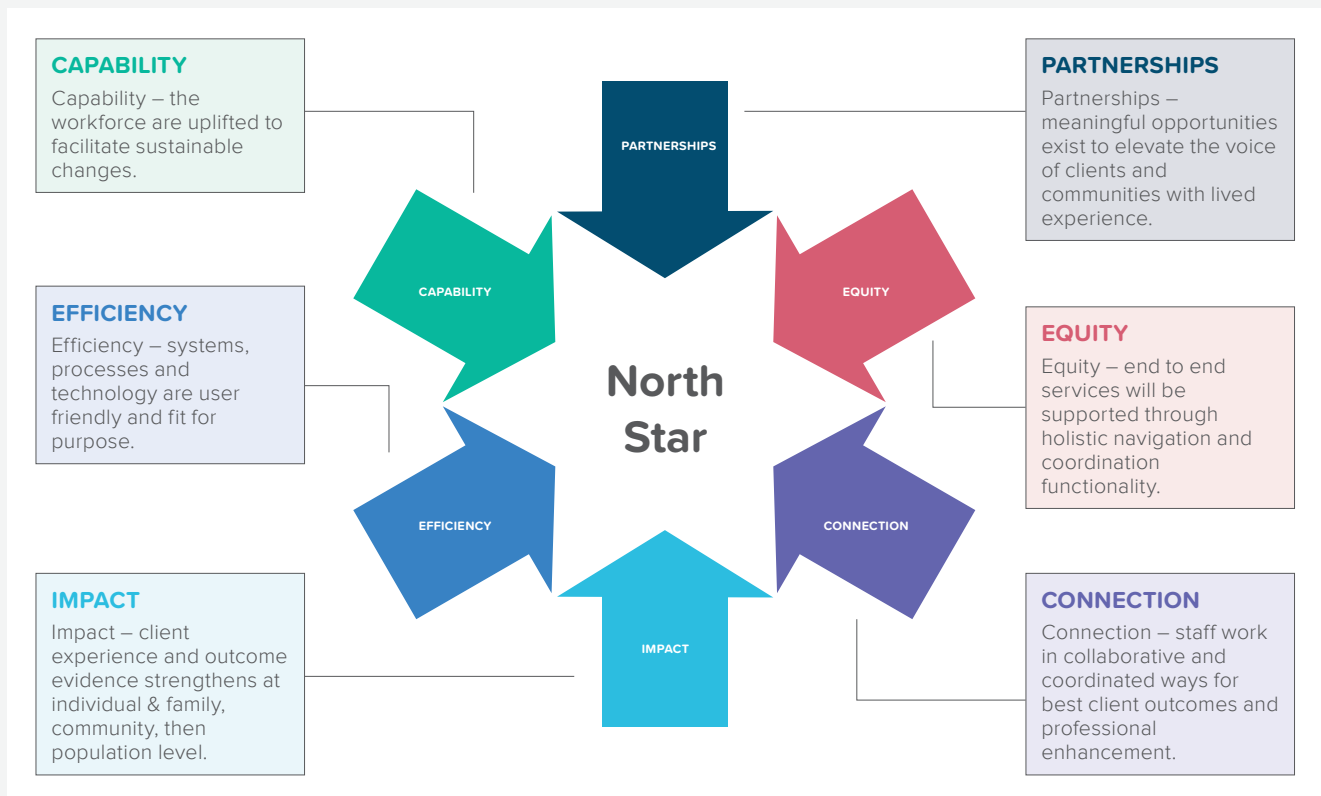 CAPABILITY
Capability – the
workforce are uplifted to
facilitate sustainable
changes.
EFFICIENCY
Efficiency – systems,
processes and
technology are user
friendly and fit for
purpose.
IMPACT
Impact – client
experience and outcome
evidence strengthens at
individual & family,
community, then
population level.
PARTNERSHIPS
CAPABILITY
EQUITY
North
Star
EFFICIENCY
CONNECTION
IMPACT
PARTNERSHIPS
Partnerships –
meaningful opportunities
exist to elevate the voice
of clients and
communities with lived
experience.
EQUITY
Equity – end to end
services will be
supported through
holistic navigation and
coordination
functionality.
CONNECTION
Connection – staff work
in collaborative and
coordinated ways for
best client outcomes and
professional
enhancement.